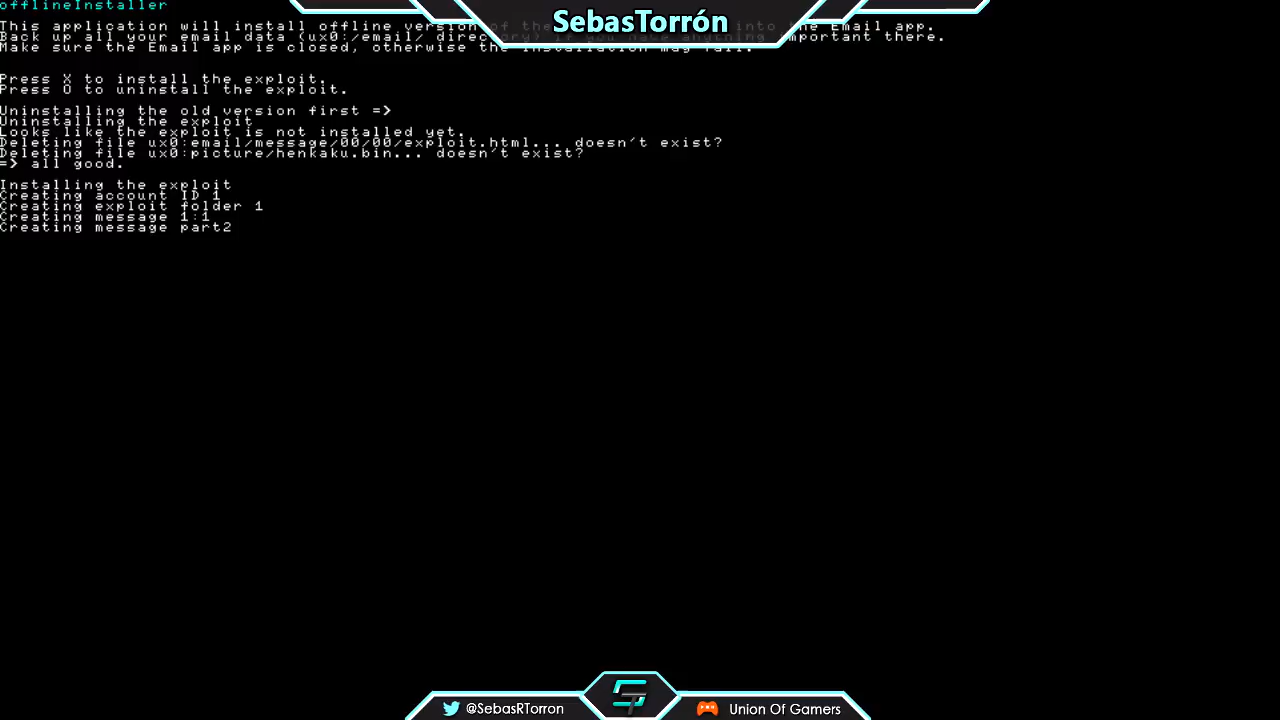 offlineInstaller
SebasTorrón
This application will install offline version of the into the Email app.
Back up all your email data (ux0:/email/ directory) if you have anything important there.
Make sure the Email app is closed, otherwise the installation may fail.
Press X to install the exploit.
Press O to uninstall the exploit.
Uninstalling the old version first =>
Uninstalling the exploit
Looks like the exploit is not installed yet.
Deleting file ux0:email/message/00/00/exploit.html... doesn't exist?
Deleting file ux0:picture/henkaku.bin... doesn't exist?
=> all good.
Installing the exploit
Creating account ID 1
Creating exploit folder 1
Creating message 1:1
Creating message part2
@SebasRTorron
Union Of Gamers